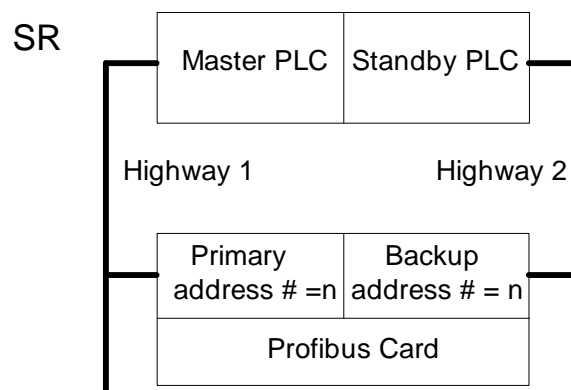 SR
Master PLC
Standby PLC
Highway 1
Highway 2
Primary
address # =n
Backup
address # = n
Profibus Card